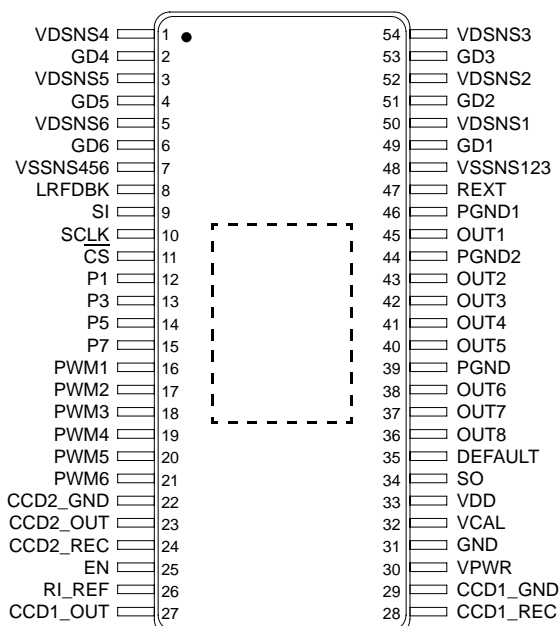 VDSNS4 1 54 VDSNS3
GD4 2 53 GD3
VDSNS5 3 52 VDSNS2
GD5 4 51 GD2
VDSNS6 5 50 VDSNS1
GD6 6 49 GD1
VSSNS456 7 48 VSSNS123
LRFDBK 8 47 REXT
SI 9 46 PGND1
SCLK 10 45 OUT1
CS 11 44 PGND2
P1 12 43 OUT2
P3 13 42 OUT3
P5 14 41 OUT4
P7 15 40 OUT5
PWM1 16 39 PGND
PWM2 17 38 OUT6
PWM3 18 37 OUT7
PWM4 19 36 OUT8
PWM5 20 35 DEFAULT
PWM6 21 34 SO
CCD2_GND 22 33 VDD
CCD2_OUT 23 32 VCAL
CCD2_REC 24 31 GND
EN 25 30 VPWR
RI_REF 26 29 CCD1_GND
CCD1_OUT 27 28 CCD1_REC